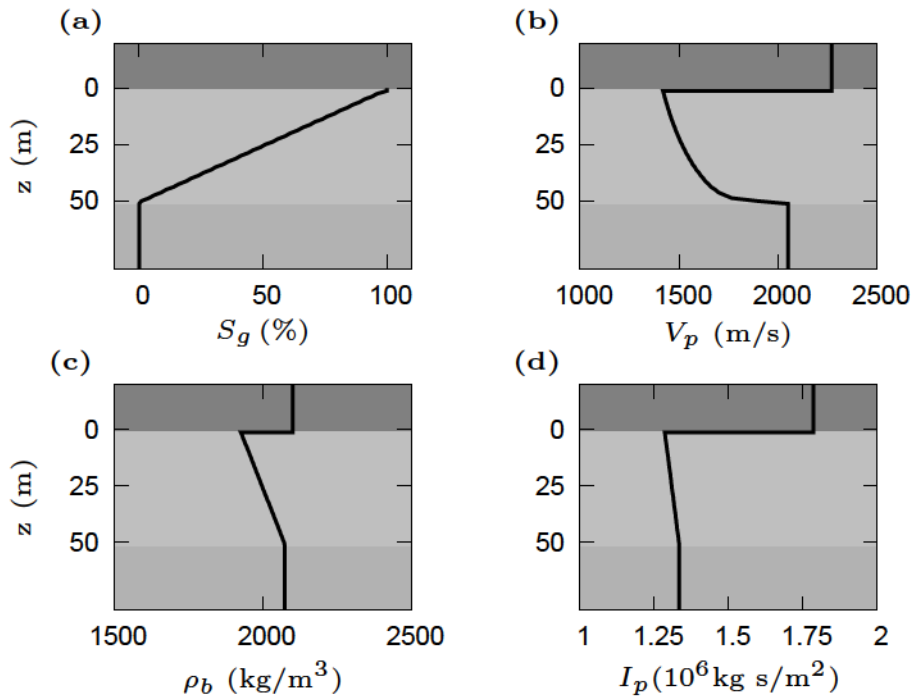 (a)
0
25
50
z (m)
0 50 100
S_g (%)
(b)
0
25
50
1000 1500 2000 2500
V_p (m/s)
(c)
0
25
50
z (m)
1500 2000 2500
ρ_b (kg/m³)
(d)
0
25
50
1 1.25 1.5 1.75 2
I_p(10⁶kg s/m²)